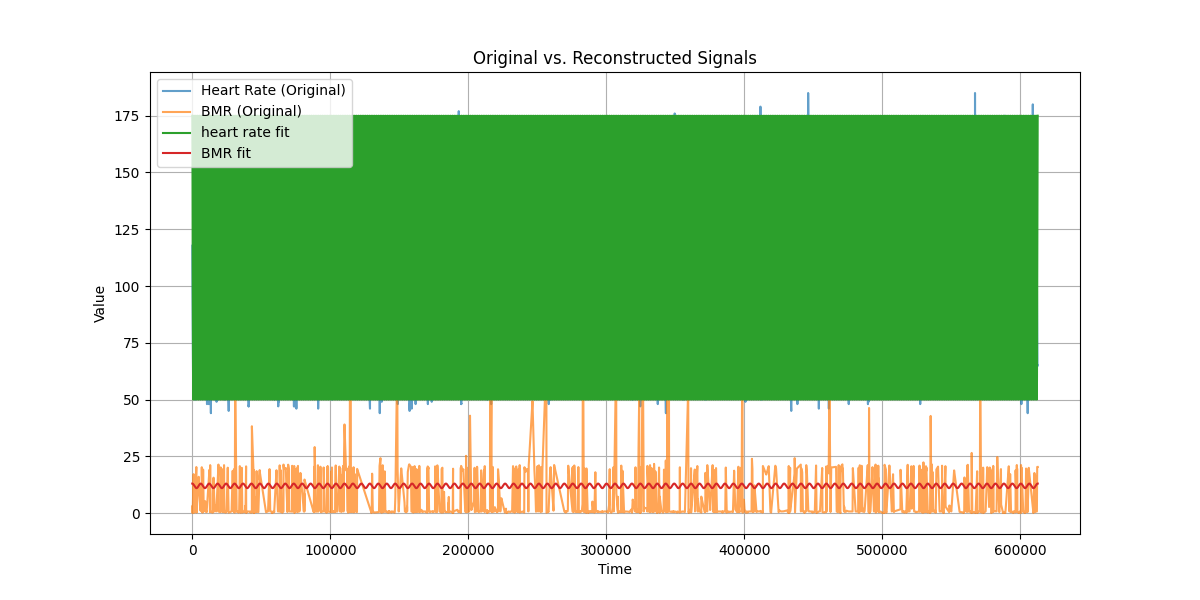 Original vs. Reconstructed Signals
Heart Rate (Original)
BMR (Original)
heart rate fit
BMR fit
175
150
125
100
75
50
25
0
Value
0 100000 200000 300000 400000 500000 600000
Time